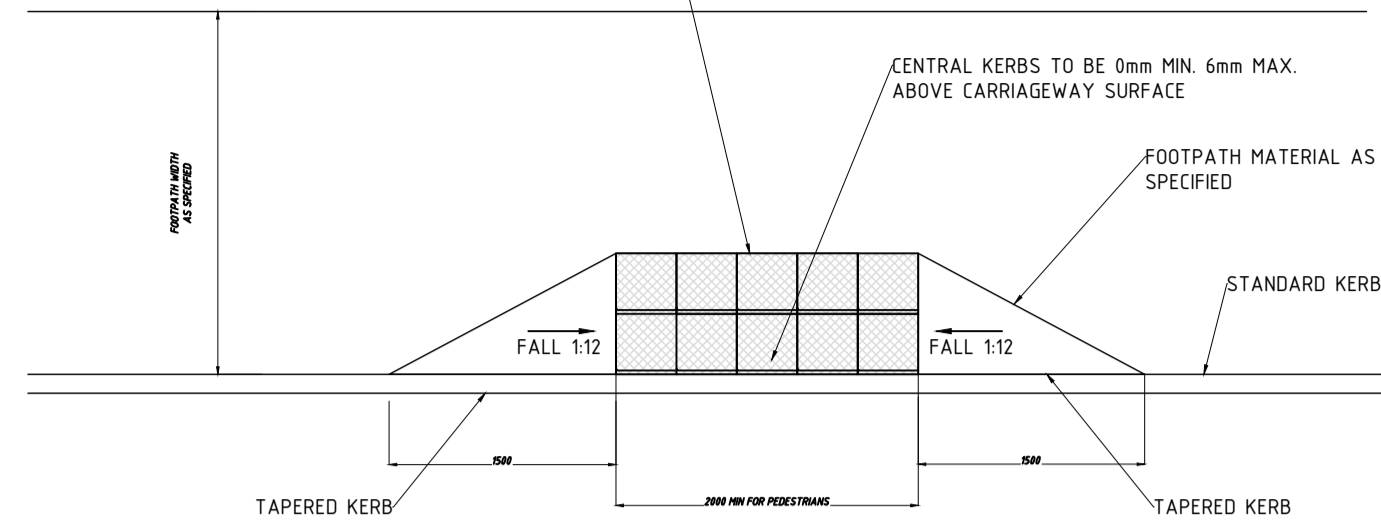 CENTRAL KERBS TO BE 0mm MIN. 6mm MAX.
ABOVE CARRIAGEWAY SURFACE
FOOTPATH WIDTH
AS SPECIFIED
FOOTPATH MATERIAL AS
SPECIFIED
STANDARD KERB
FALL 1:12
FALL 1:12
1500
1500
TAPERED KERB
2000 MIN FOR PEDESTRIANS
TAPERED KERB